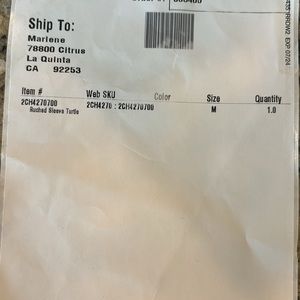 Ship To:
Marlene
78800 Citrus
La Quinta
CA 92253
Item # Web SKU Color Size Quantity
2CH4270700 2CH4270 : 2CH4270700 M 1.0
Ruched Sleeve Turtle